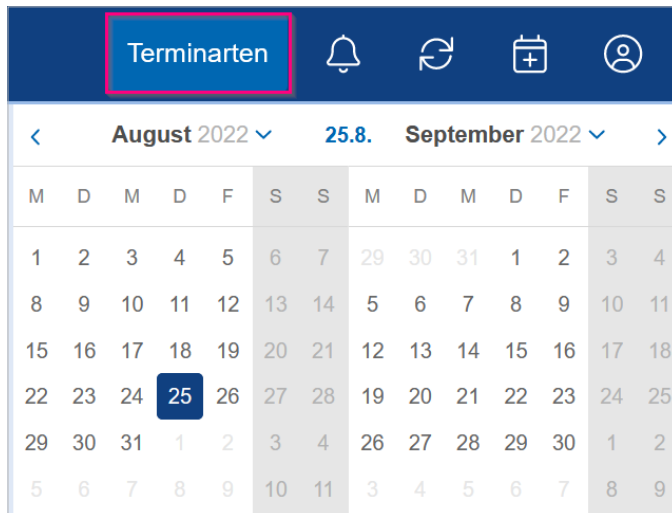 Terminarten
August 2022 25.8. September 2022
M D M D F S S M D M D F S S
1 2 3 4 5 6 7 29 30 31 1 2 3 4
8 9 10 11 12 13 14 5 6 7 8 9 10 11
15 16 17 18 19 20 21 12 13 14 15 16 17 18
22 23 24 25 26 27 28 19 20 21 22 23 24 25
29 30 31 1 2 3 4 26 27 28 29 30 1 2
5 6 7 8 9 10 11 3 4 5 6 7 8 9